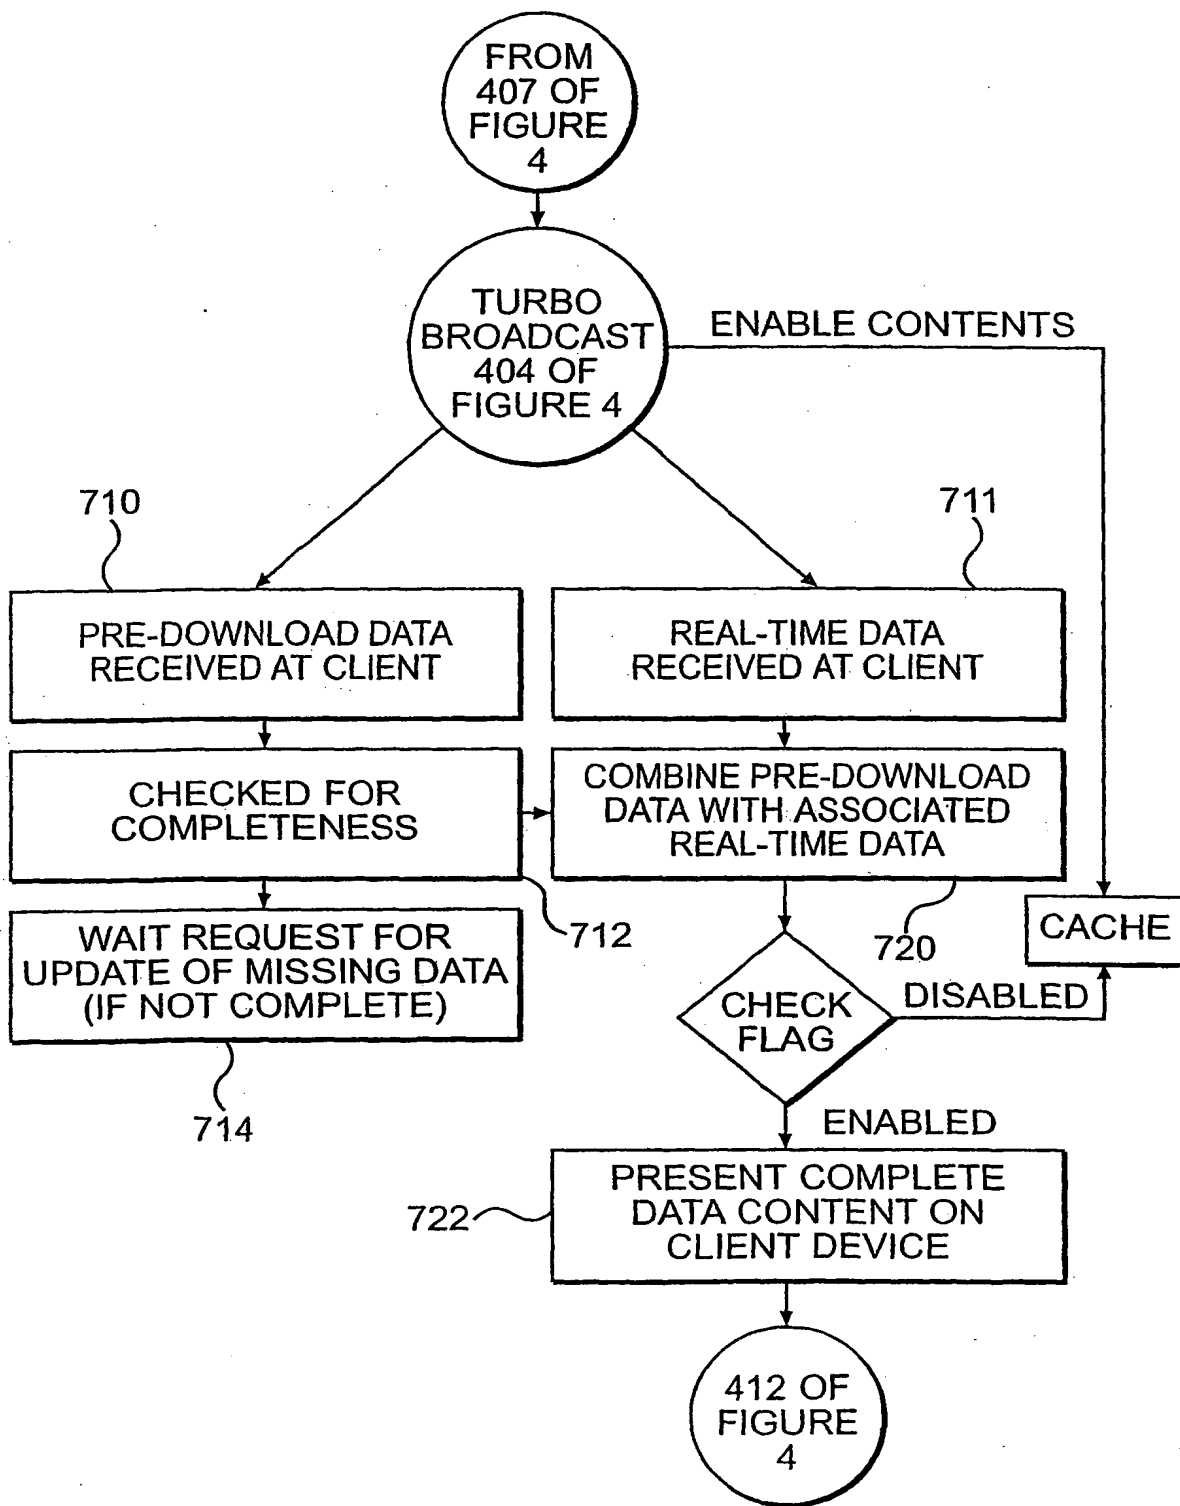 FROM
407 OF
FIGURE
4
TURBO
BROADCAST
404 OF
FIGURE 4
ENABLE CONTENTS
710
711
PRE-DOWNLOAD DATA
RECEIVED AT CLIENT
REAL-TIME DATA
RECEIVED AT CLIENT
CHECKED FOR
COMPLETENESS
COMBINE PRE-DOWNLOAD
DATA WITH ASSOCIATED
REAL-TIME DATA
712
720
CACHE
WAIT REQUEST FOR
UPDATE OF MISSING DATA
(IF NOT COMPLETE)
714
CHECK
FLAG
DISABLED
ENABLED
722
PRESENT COMPLETE
DATA CONTENT ON
CLIENT DEVICE
412 OF
FIGURE
4